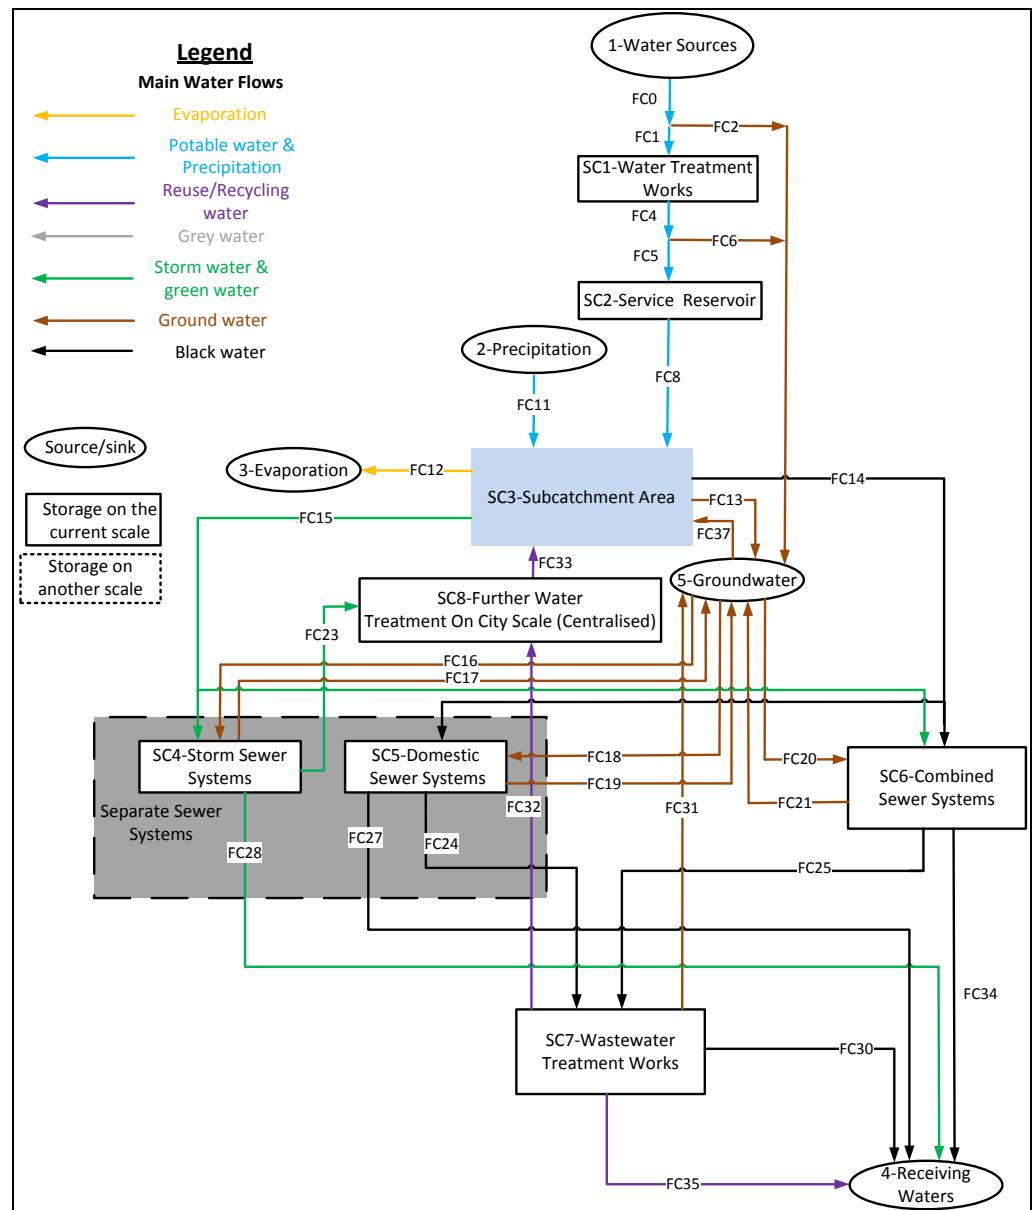 Legend
Main Water Flows
Evaporation
Potable water &
Precipitation
Reuse/Recycling
water
Grey water
Storm water &
green water
Ground water
Black water
Source/sink
Storage on the
current scale
Storage on
another scale
1-Water Sources
FC0
FC2
FC1
SC1-Water Treatment
Works
FC4
FC6
FC5
SC2-Service Reservoir
2-Precipitation
FC8
FC11
3-Evaporation
FC12
SC3-Subcatchment Area
FC14
FC13
FC15
FC37
FC33
5-Groundwater
SC8-Further Water
Treatment On City Scale (Centralised)
FC23
FC16
FC17
SC4-Storm Sewer
Systems
SC5-Domestic
Sewer Systems
FC18
FC19
FC20
FC21
SC6-Combined
Sewer Systems
Separate Sewer
Systems
FC32
FC31
FC27
FC24
FC28
FC25
FC34
SC7-Wastewater
Treatment Works
FC30
FC35
4-Receiving
Waters